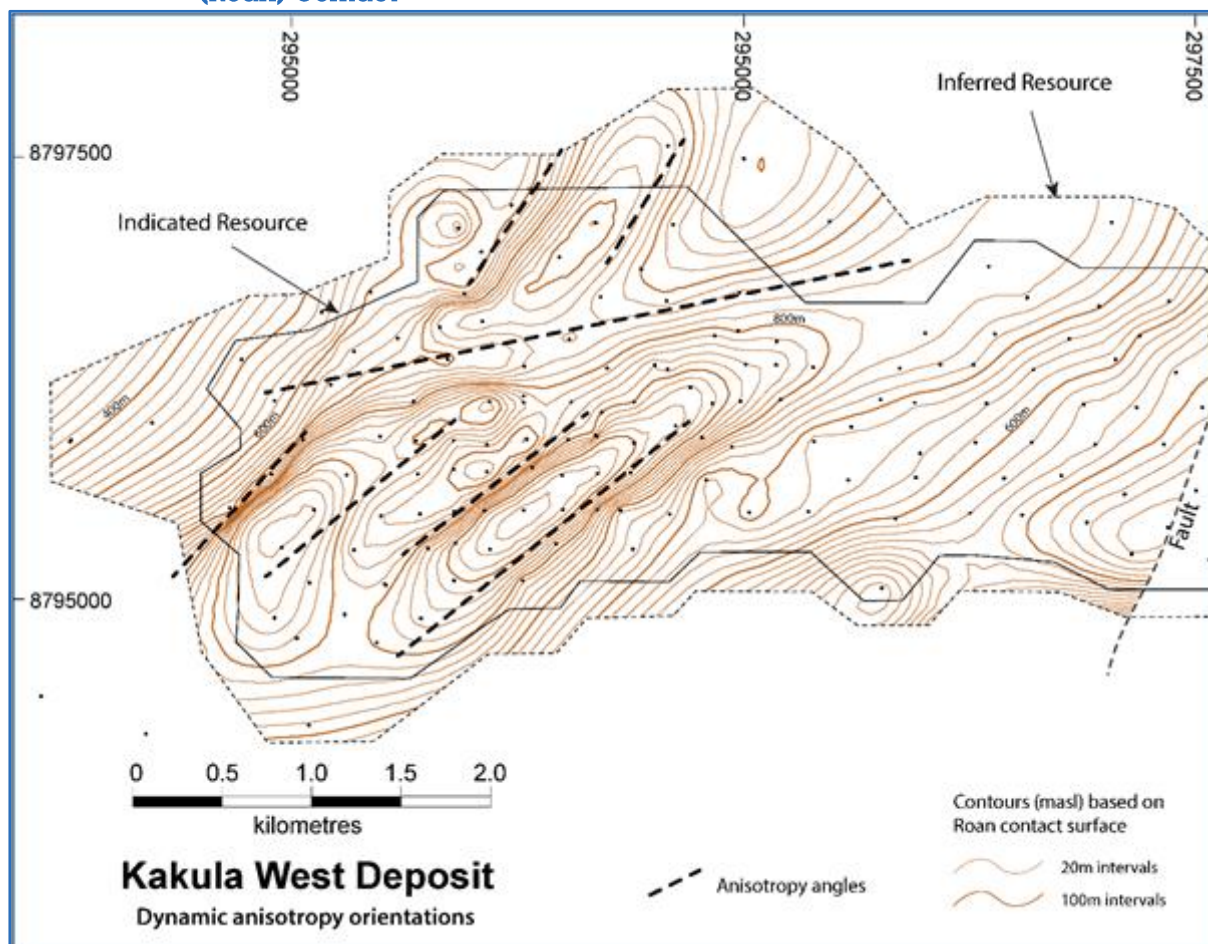 295000
295000
297500
Inferred Resource
8797500
Indicated Resource
800m
400m
600m
600m
Fault
8795000
0 0.5 1.0 1.5 2.0
kilometres
Contours (masl) based on
Roan contact surface
Kakula West Deposit
Anisotropy angles
20m intervals
Dynamic anisotropy orientations
100m intervals